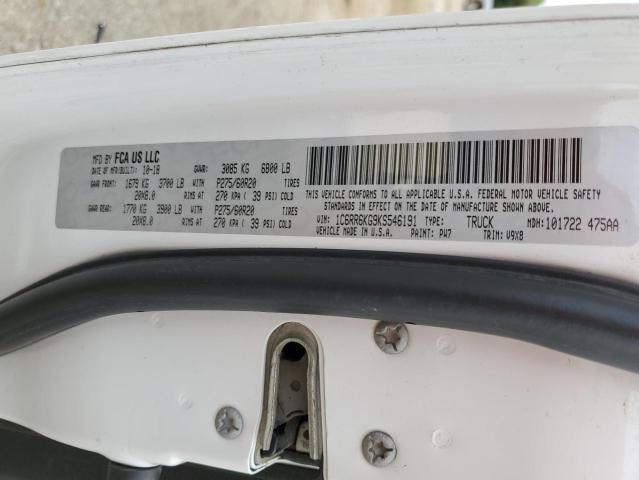 MFD BY FCA US LLC
DATE OF MFR(BUILT): 10-18 GVWR: 3085 KG 6800 LB
GAWR FRONT: 1679 KG 3700 LB WITH P275/60R20 TIRES
20X8.0 RIMS AT 270 KPA ( 39 PSI) COLD
GAWR REAR: 1770 KG 3900 LB WITH P275/60R20 TIRES
20X8.0 RIMS AT 270 KPA ( 39 PSI) COLD
THIS VEHICLE CONFORMS TO ALL APPLICABLE U.S.A. FEDERAL MOTOR VEHICLE SAFETY
STANDARDS IN EFFECT ON THE DATE OF MANUFACTURE SHOWN ABOVE.
VIN: 1C6RR6KG9KS546191 TYPE: TRUCK MDH: 101722 475AA
VEHICLE MADE IN U.S.A. PAINT: PW7 TRIM: V9X8